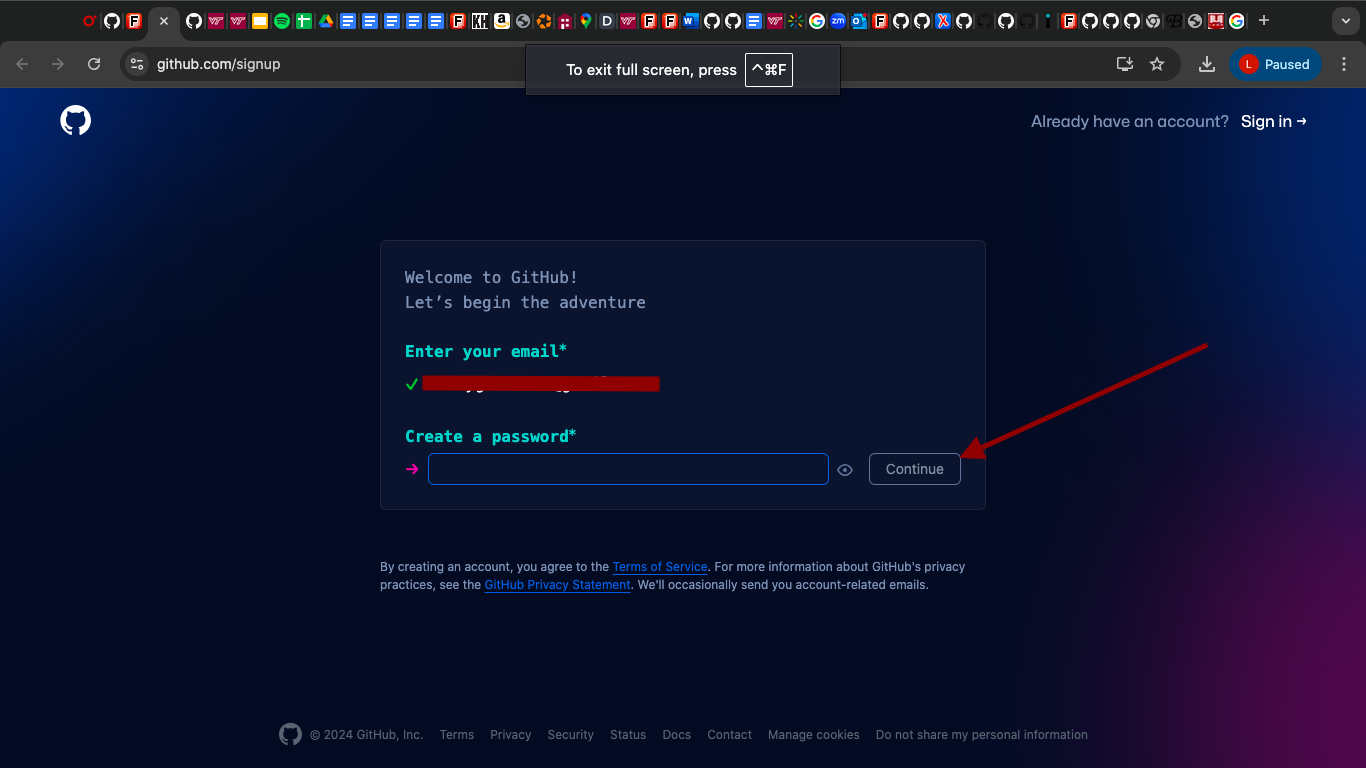 github.com/signup
To exit full screen, press ^⌘F
L Paused
Already have an account? Sign in →
Welcome to GitHub!
Let’s begin the adventure
Enter your email*
Create a password*
Continue
By creating an account, you agree to the Terms of Service. For more information about GitHub's privacy
practices, see the GitHub Privacy Statement. We'll occasionally send you account-related emails.
© 2024 GitHub, Inc. Terms Privacy Security Status Docs Contact Manage cookies Do not share my personal information